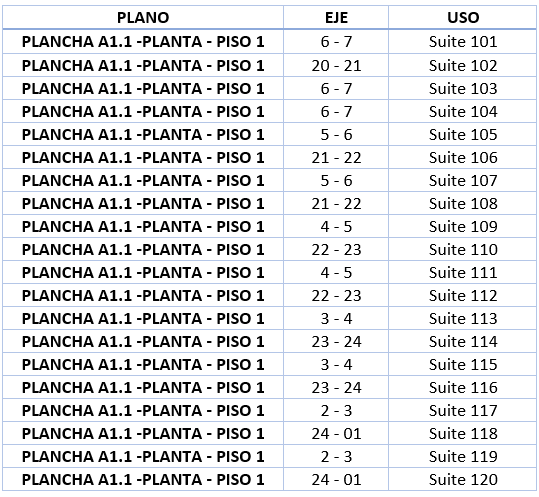 PLANO EJE USO
PLANCHA A1.1 -PLANTA - PISO 1 6 - 7 Suite 101
PLANCHA A1.1 -PLANTA - PISO 1 20 - 21 Suite 102
PLANCHA A1.1 -PLANTA - PISO 1 6 - 7 Suite 103
PLANCHA A1.1 -PLANTA - PISO 1 6 - 7 Suite 104
PLANCHA A1.1 -PLANTA - PISO 1 5 - 6 Suite 105
PLANCHA A1.1 -PLANTA - PISO 1 21 - 22 Suite 106
PLANCHA A1.1 -PLANTA - PISO 1 5 - 6 Suite 107
PLANCHA A1.1 -PLANTA - PISO 1 21 - 22 Suite 108
PLANCHA A1.1 -PLANTA - PISO 1 4 - 5 Suite 109
PLANCHA A1.1 -PLANTA - PISO 1 22 - 23 Suite 110
PLANCHA A1.1 -PLANTA - PISO 1 4 - 5 Suite 111
PLANCHA A1.1 -PLANTA - PISO 1 22 - 23 Suite 112
PLANCHA A1.1 -PLANTA - PISO 1 3 - 4 Suite 113
PLANCHA A1.1 -PLANTA - PISO 1 23 - 24 Suite 114
PLANCHA A1.1 -PLANTA - PISO 1 3 - 4 Suite 115
PLANCHA A1.1 -PLANTA - PISO 1 23 - 24 Suite 116
PLANCHA A1.1 -PLANTA - PISO 1 2 - 3 Suite 117
PLANCHA A1.1 -PLANTA - PISO 1 24 - 01 Suite 118
PLANCHA A1.1 -PLANTA - PISO 1 2 - 3 Suite 119
PLANCHA A1.1 -PLANTA - PISO 1 24 - 01 Suite 120